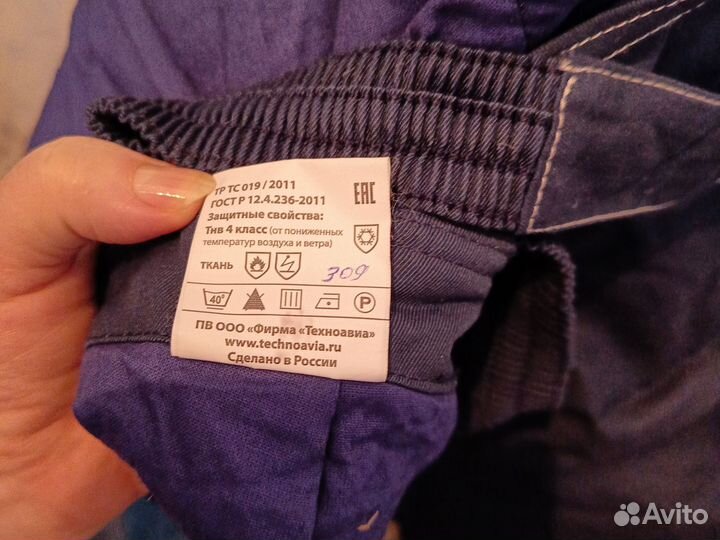 ТР ТС 019 / 2011
ГОСТ Р 12.4.236-2011
EAC
Защитные свойства:
Тнв 4 класс (от пониженных
температур воздуха и ветра)
ТКАНЬ
309
40°
P
ПВ ООО «Фирма «Техноавиа»
www.technoavia.ru
Сделано в России
Avito